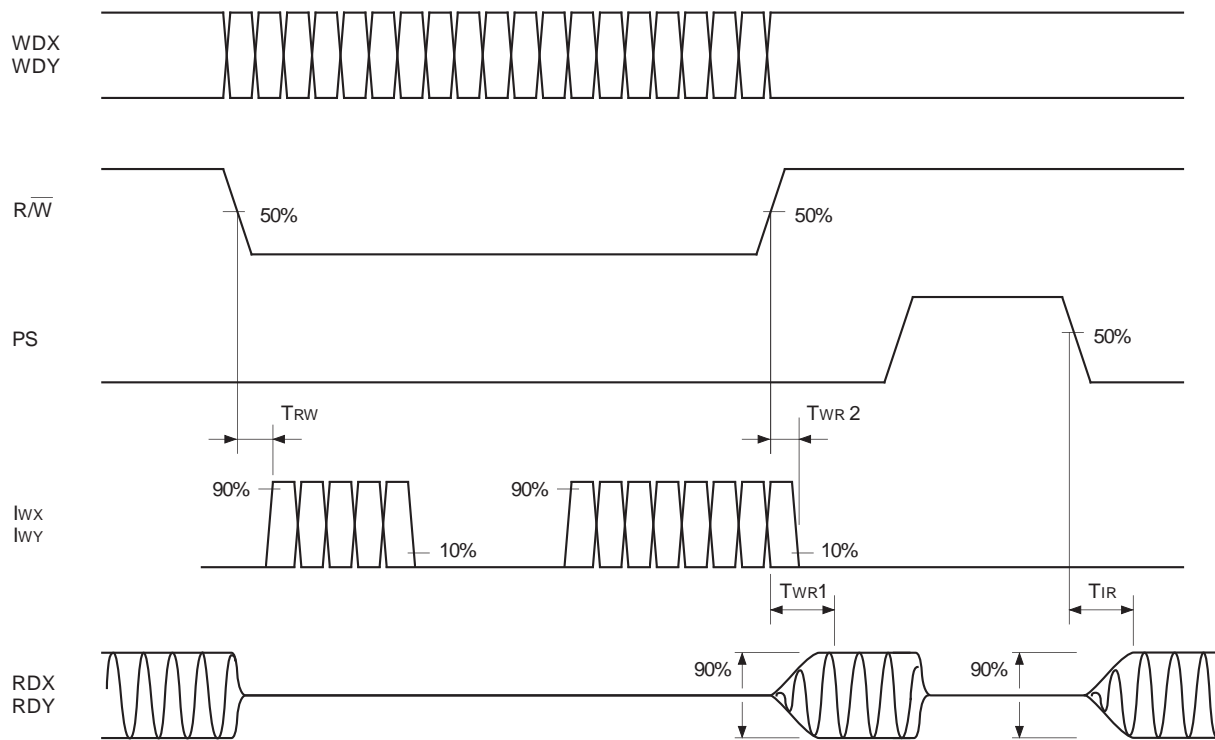 WDX
WDY
R/W̅
50%
50%
PS
50%
TRW
TWR 2
90%
90%
IWX
IWY
10%
10%
TWR1
TIR
90%
90%
RDX
RDY